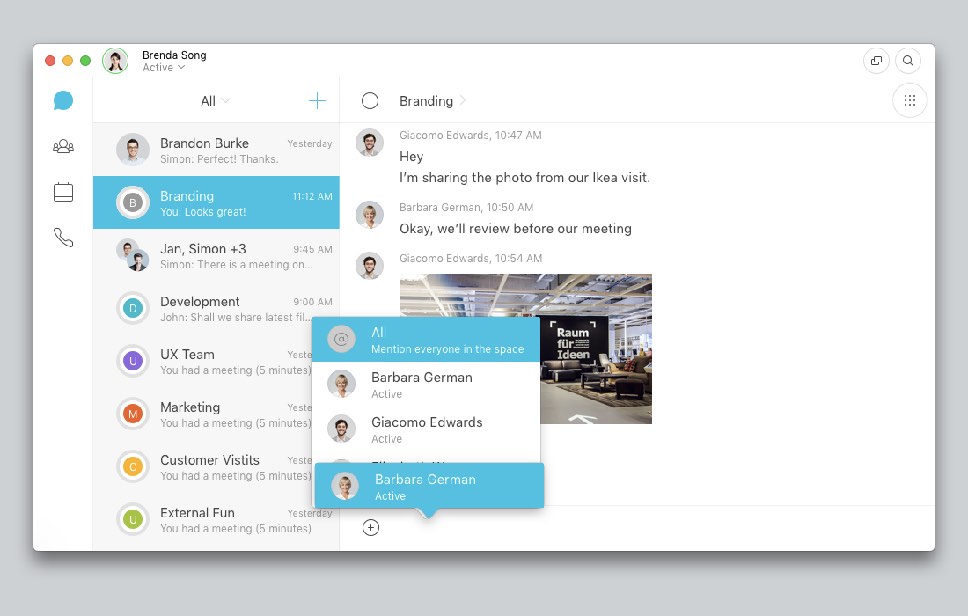 Brenda Song
Active
All
Branding
Brandon Burke
Yesterday
Simon: Perfect! Thanks.
B
Branding
11:12 AM
You: Looks great!
Jan, Simon +3
9:45 AM
Simon: There is a meeting on...
D
Development
9:00 AM
John: Shall we share latest fil...
U
UX Team
Yeste
You had a meeting (5 minutes)
M
Marketing
Yeste
You had a meeting (5 minutes)
C
Customer Vistits
Yeste
You had a meeting (5 minutes)
U
External Fun
Yesterday
You had a meeting (5 minutes)
Giacomo Edwards, 10:47 AM
Hey
I'm sharing the photo from our Ikea visit.
Barbara German, 10:50 AM
Okay, we'll review before our meeting
Giacomo Edwards, 10:54 AM
Raum
für
Ideen
@
All
Mention everyone in the space
Barbara German
Active
Giacomo Edwards
Active
Barbara German
Active